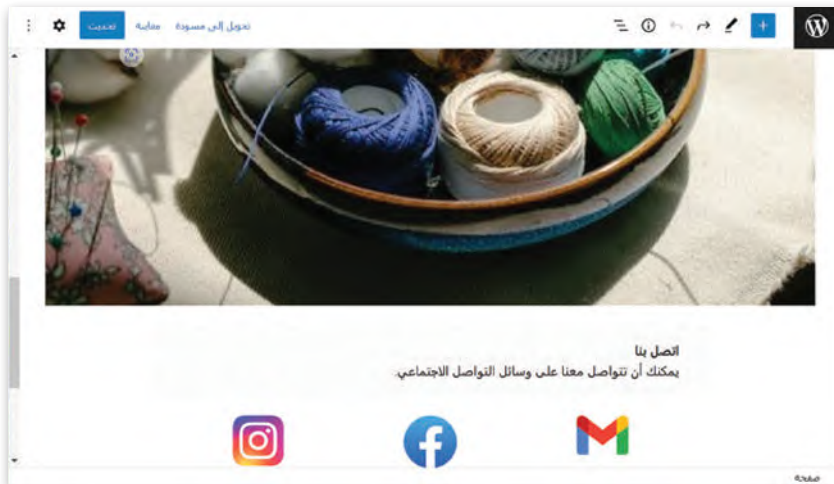 تحويل إلى مسودة معاينة تحديث
اتصل بنا
يمكنك أن تتواصل معنا على وسائل التواصل الاجتماعي.
صفحة